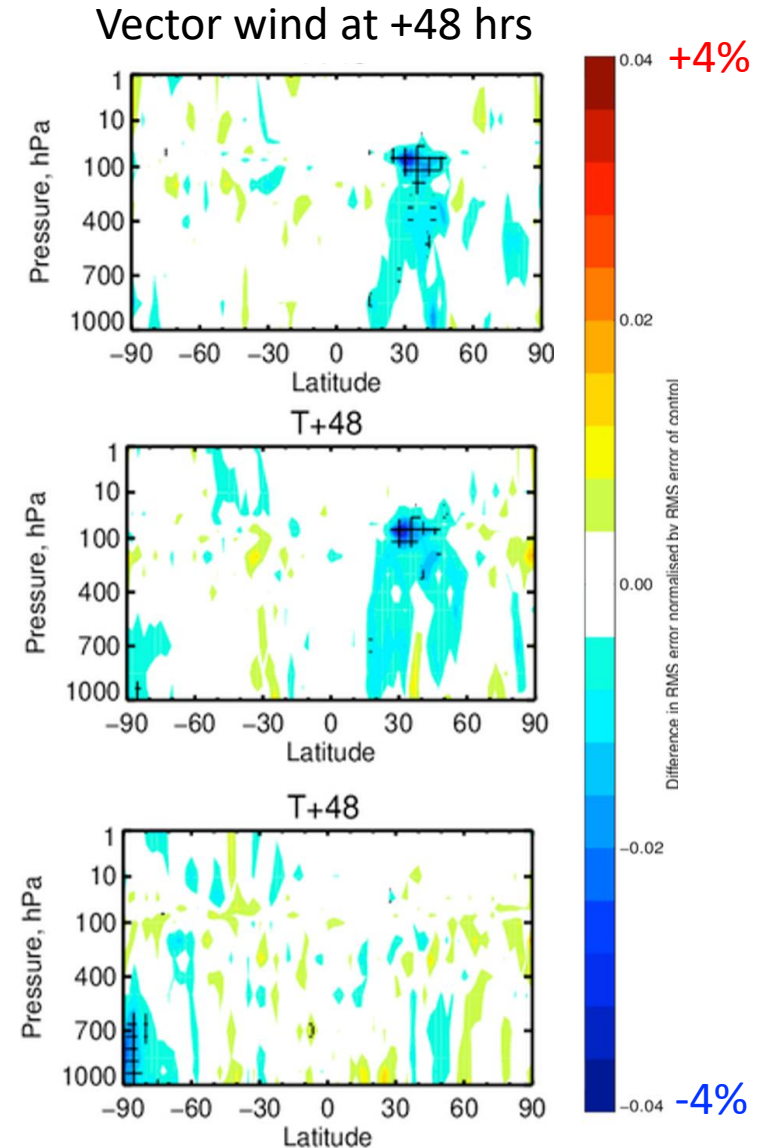 Vector wind at +48 hrs
1
10
100
400
700
1000
Pressure, hPa
−90 −60 −30 0 30 60 90
Latitude
T+48
1
10
100
400
700
1000
Pressure, hPa
−90 −60 −30 0 30 60 90
Latitude
T+48
1
10
100
400
700
1000
Pressure, hPa
−90 −60 −30 0 30 60 90
Latitude
0.04 +4%
0.02
0.00
−0.02
−0.04 -4%
Difference in RMS error normalised by RMS error of control